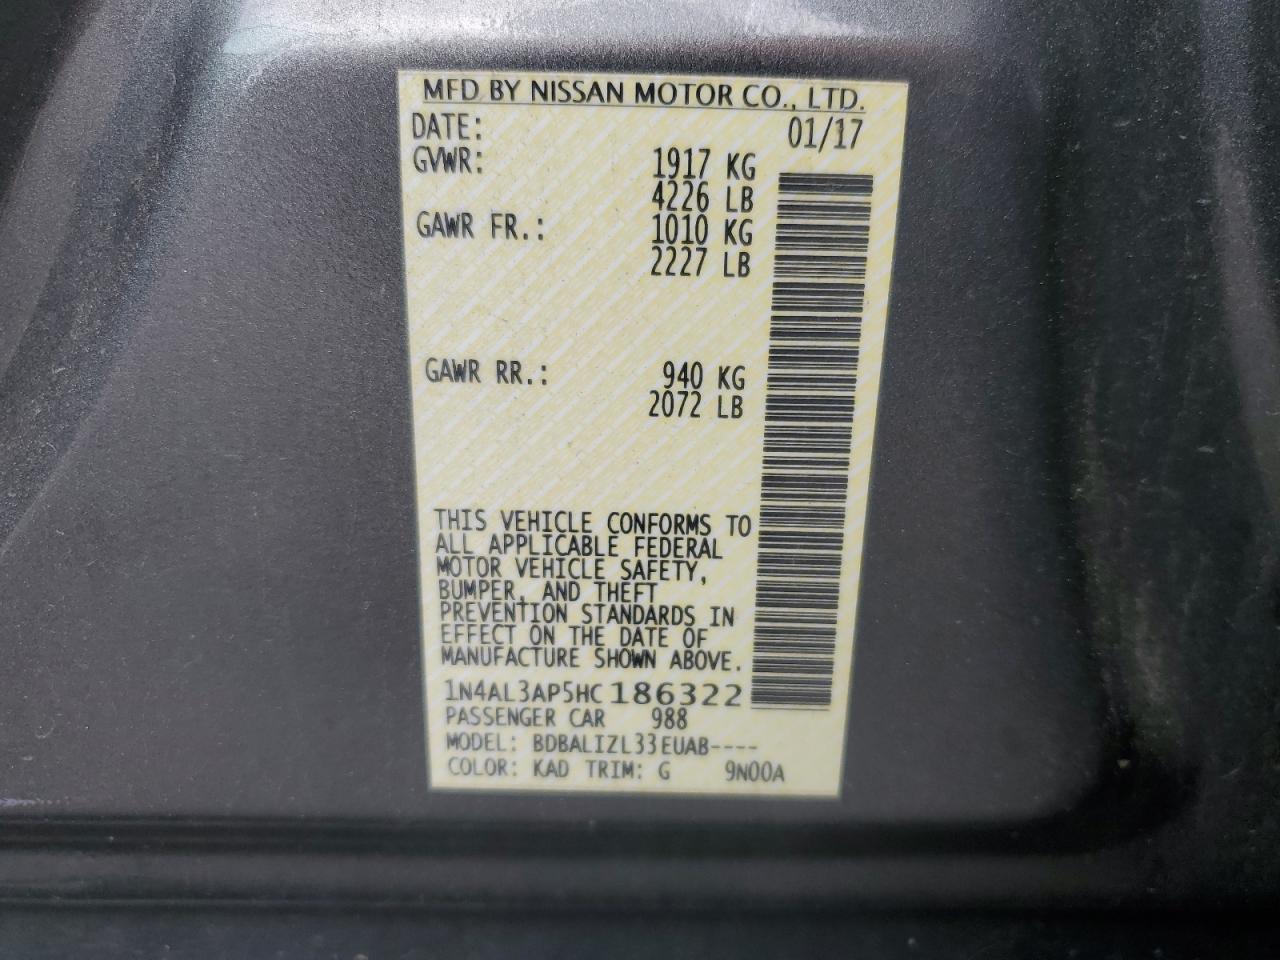 MFD BY NISSAN MOTOR CO., LTD.
DATE: 01/17
GVWR: 1917 KG
4226 LB
GAWR FR.: 1010 KG
2227 LB
GAWR RR.: 940 KG
2072 LB
THIS VEHICLE CONFORMS TO
ALL APPLICABLE FEDERAL
MOTOR VEHICLE SAFETY,
BUMPER, AND THEFT
PREVENTION STANDARDS IN
EFFECT ON THE DATE OF
MANUFACTURE SHOWN ABOVE.
1N4AL3AP5HC186322
PASSENGER CAR 988
MODEL: BDBALIZL33EUAB----
COLOR: KAD TRIM: G 9N00A